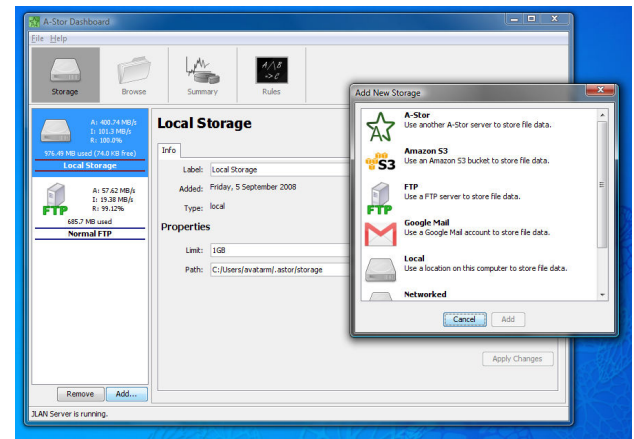 A-Stor Dashboard
File Help
Storage
Browse
Summary
A/\B
->C
Rules
A: 400.74 MB/s
I: 101.3 MB/s
R: 100.0%
976.49 MB used (74.0 KB free)
Local Storage
FTP
A: 57.62 MB/s
I: 19.38 MB/s
R: 99.12%
685.7 MB used
Normal FTP
Remove
Add...
Local Storage
Info
Label: Local Storage
Added: Friday, 5 September 2008
Type: local
Properties
Limit: 1GB
Path: C:/Users/avatarm/.astor/storage
Apply Changes
JLAN Server is running.
Add New Storage
A
A-Stor
Use another A-Stor server to store file data.
S3
Amazon S3
Use an Amazon S3 bucket to store file data.
FTP
FTP
Use a FTP server to store file data.
Google Mail
Use a Google Mail account to store file data.
Local
Use a location on this computer to store file data.
Networked
Cancel
Add